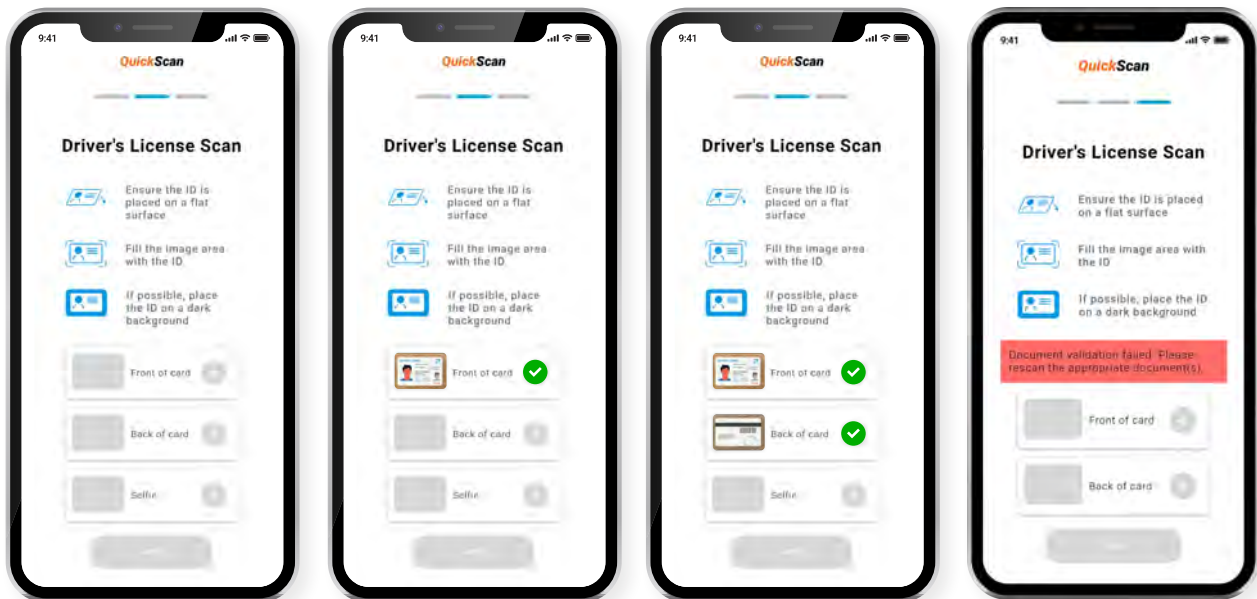 9:41
QuickScan
Driver's License Scan
Ensure the ID is
placed on a flat
surface
Fill the image area
with the ID
If possible, place
the ID on a dark
background
Front of card
Back of card
Selfie
9:41
QuickScan
Driver's License Scan
Ensure the ID is
placed on a flat
surface
Fill the image area
with the ID
If possible, place
the ID on a dark
background
Front of card
Back of card
Selfie
9:41
QuickScan
Driver's License Scan
Ensure the ID is
placed on a flat
surface
Fill the image area
with the ID
If possible, place
the ID on a dark
background
Front of card
Back of card
Selfie
9:41
QuickScan
Driver's License Scan
Ensure the ID is placed
on a flat surface
Fill the image area with
the ID
If possible, place the ID
on a dark background
Document validation failed. Please
rescan the appropriate document(s).
Front of card
Back of card